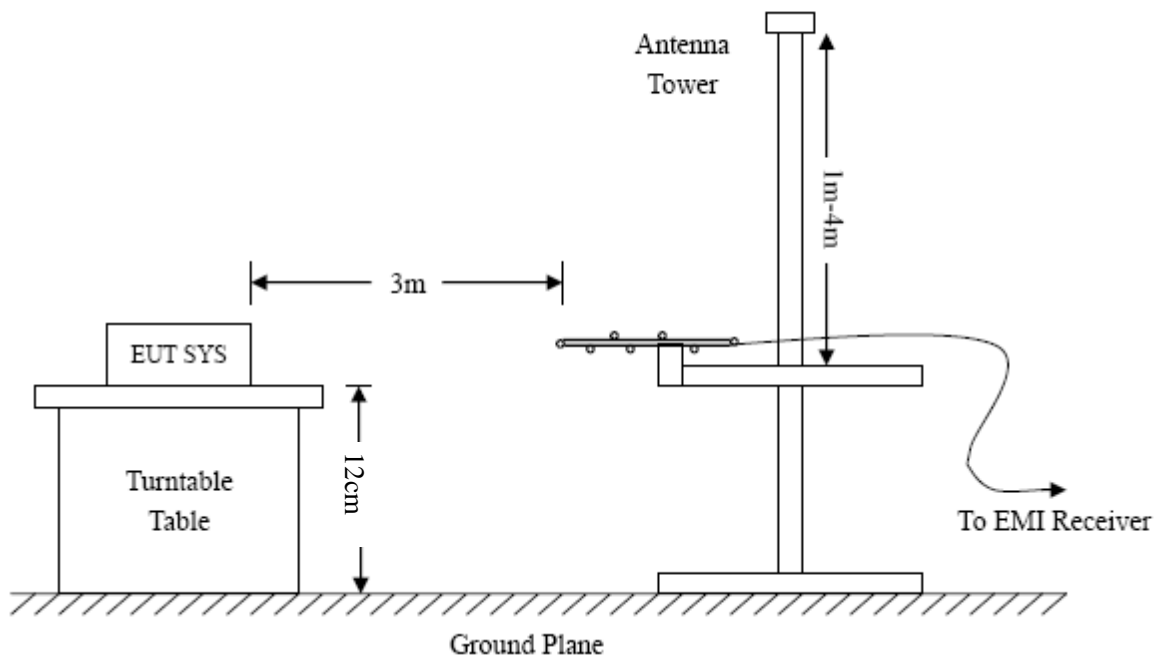 Antenna
Tower
1m-4m
3m
EUT SYS
12cm
Turntable
Table
To EMI Receiver
Ground Plane